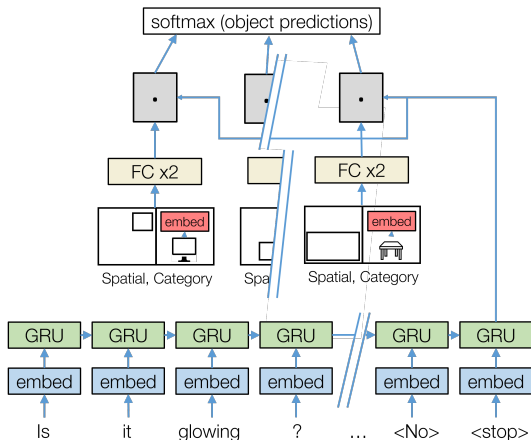 softmax (object predictions)
FC x2
FC x2
embed
embed
Spatial, Category
Spa
Spatial, Category
GRU GRU GRU GRU GRU GRU
embed embed embed embed embed embed
Is it glowing ? ... <No> <stop>